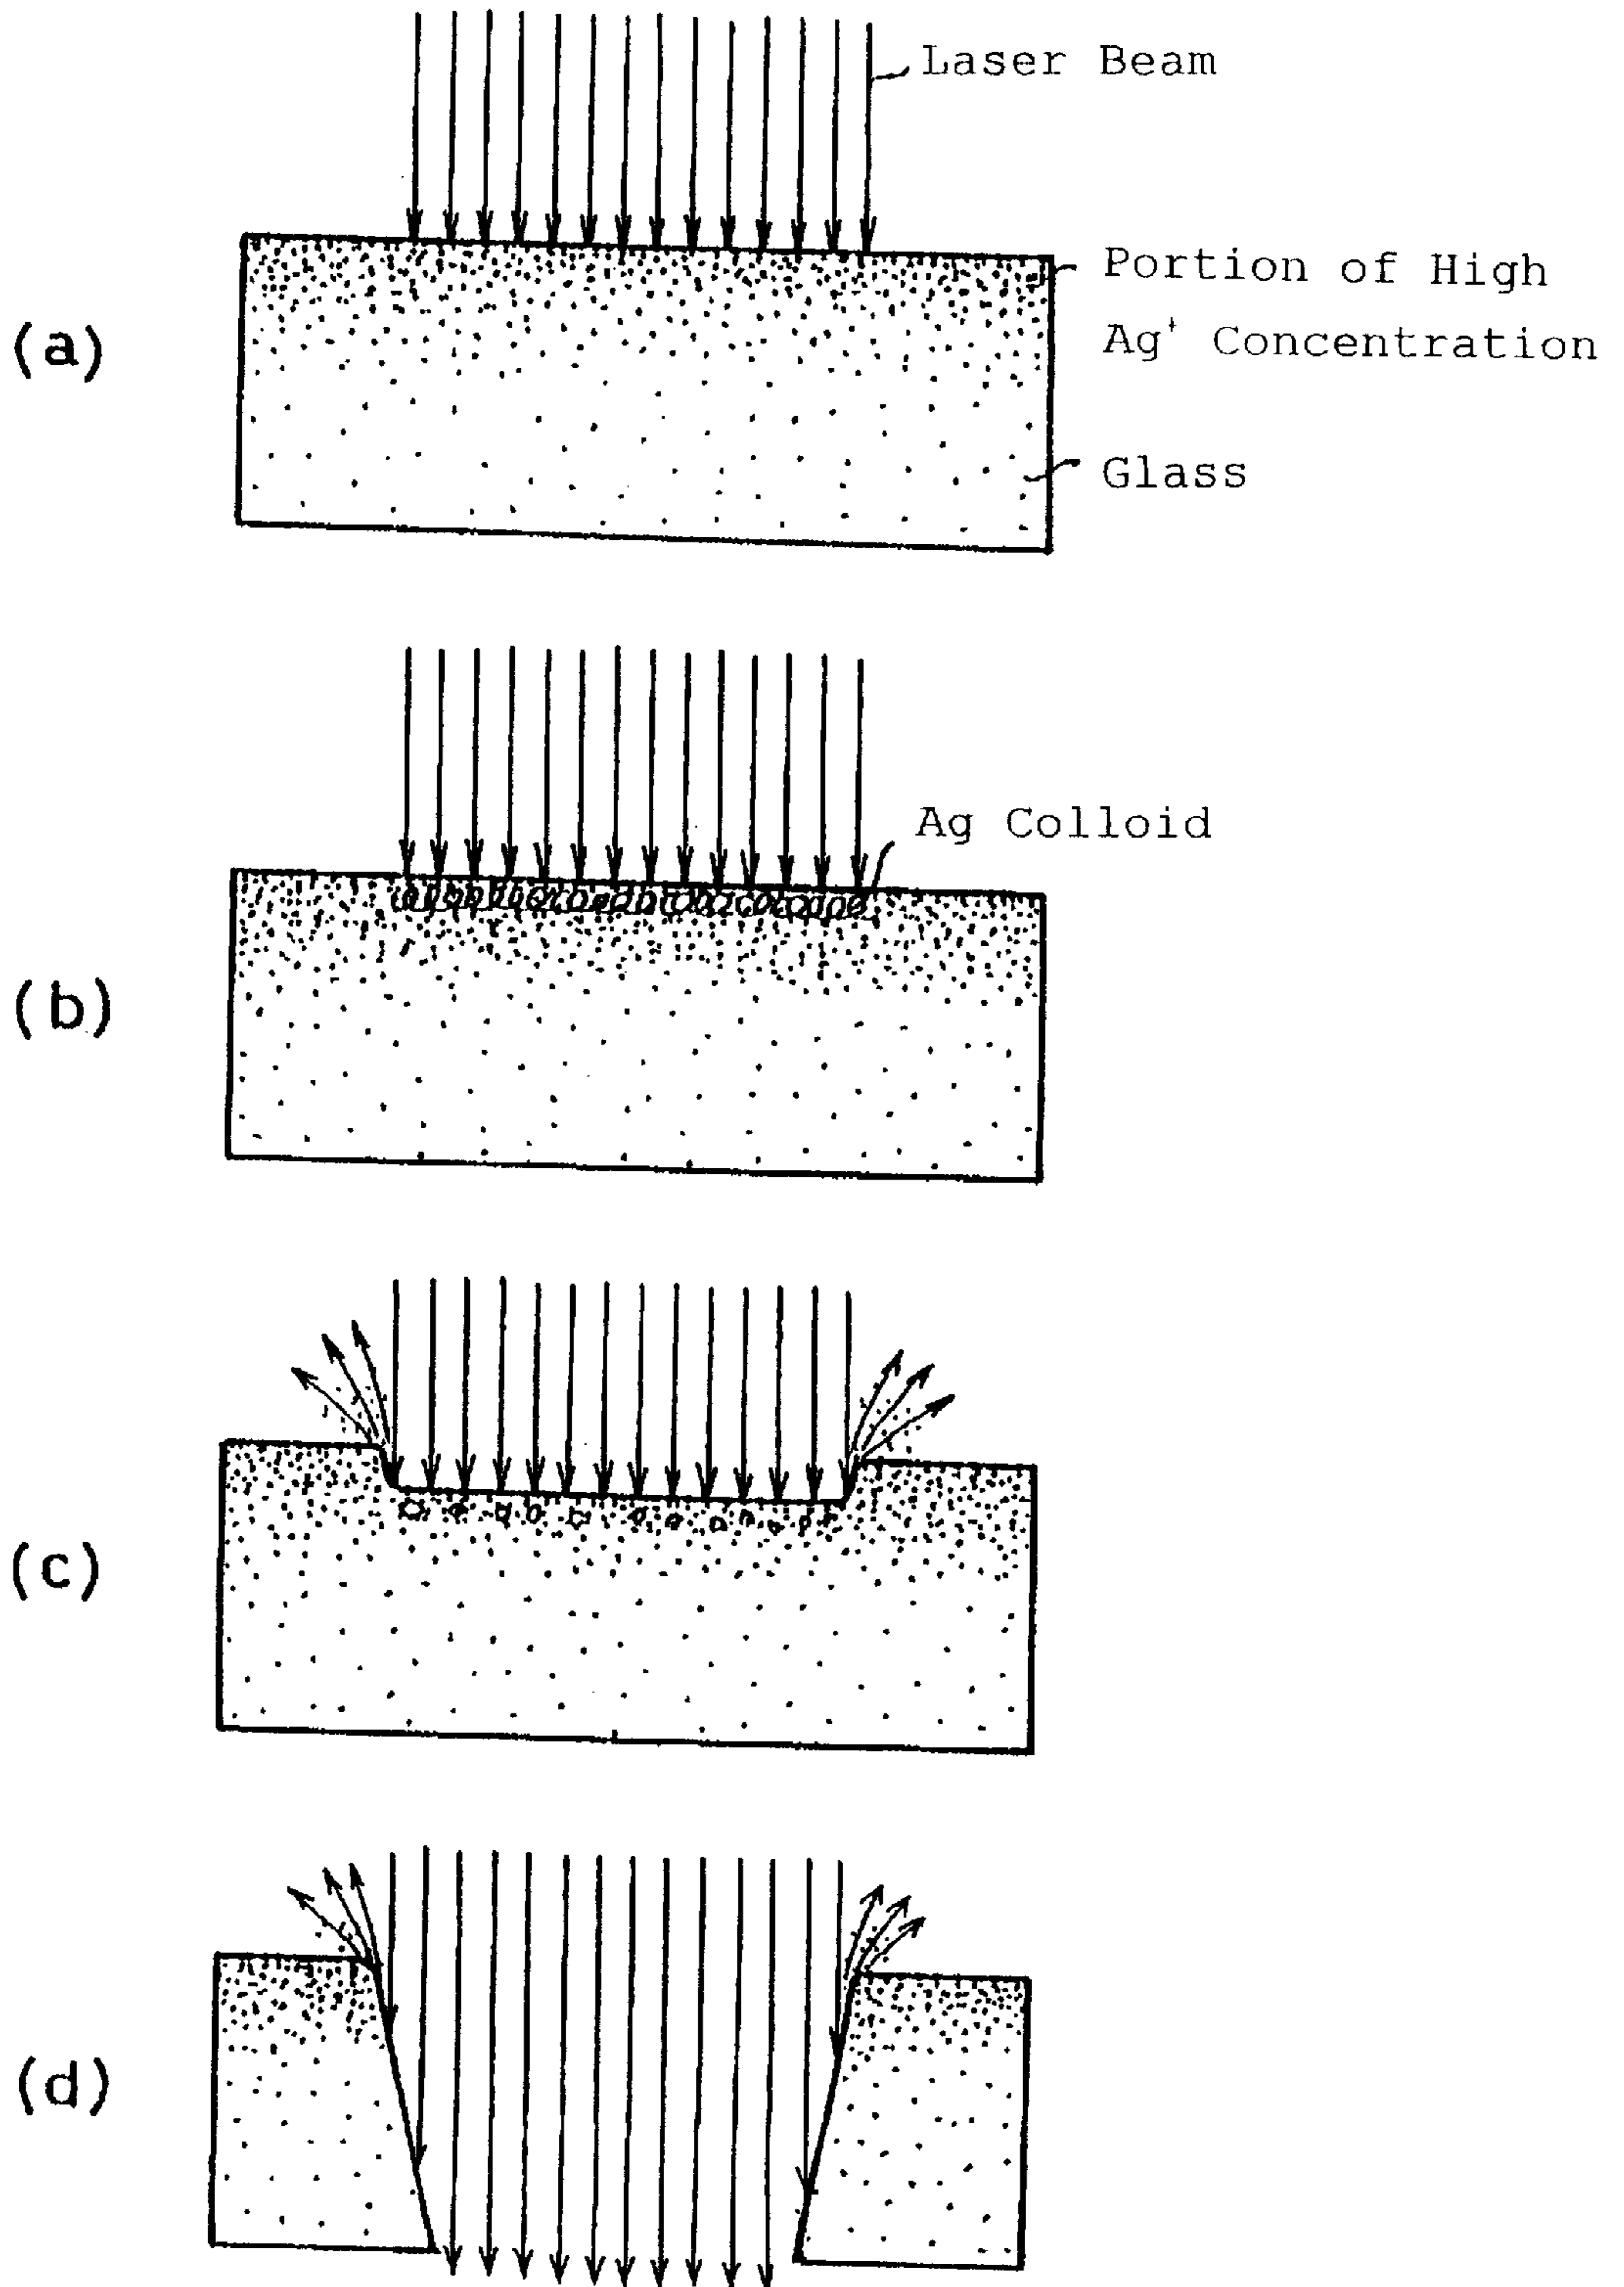 Laser Beam
(a)
Portion of High
Ag⁺ Concentration
Glass
(b)
Ag Colloid
(c)
(d)